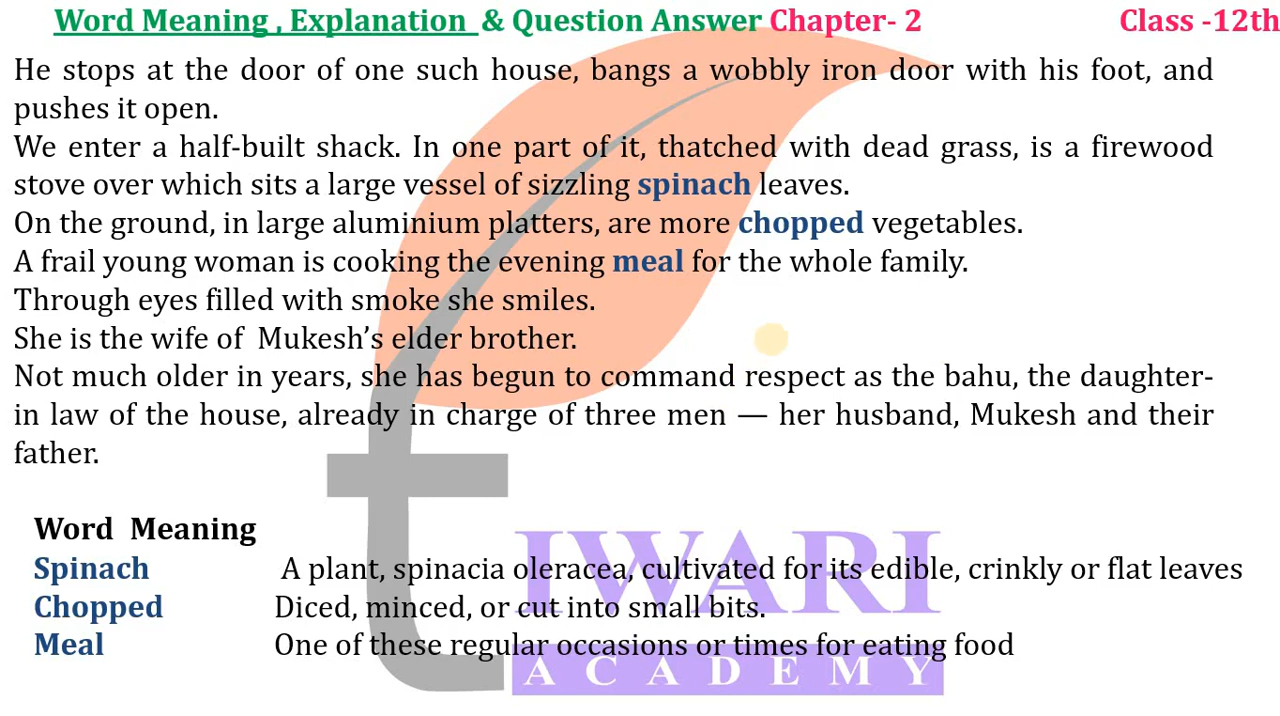 Word Meaning , Explanation & Question Answer Chapter- 2 Class -12th
He stops at the door of one such house, bangs a wobbly iron door with his foot, and
pushes it open.
We enter a half-built shack. In one part of it, thatched with dead grass, is a firewood
stove over which sits a large vessel of sizzling spinach leaves.
On the ground, in large aluminium platters, are more chopped vegetables.
A frail young woman is cooking the evening meal for the whole family.
Through eyes filled with smoke she smiles.
She is the wife of Mukesh’s elder brother.
Not much older in years, she has begun to command respect as the bahu, the daughter-
in law of the house, already in charge of three men — her husband, Mukesh and their
father.
Word Meaning
Spinach A plant, spinacia oleracea, cultivated for its edible, crinkly or flat leaves
Chopped Diced, minced, or cut into small bits.
Meal One of these regular occasions or times for eating food
tIWARI
ACADEMY